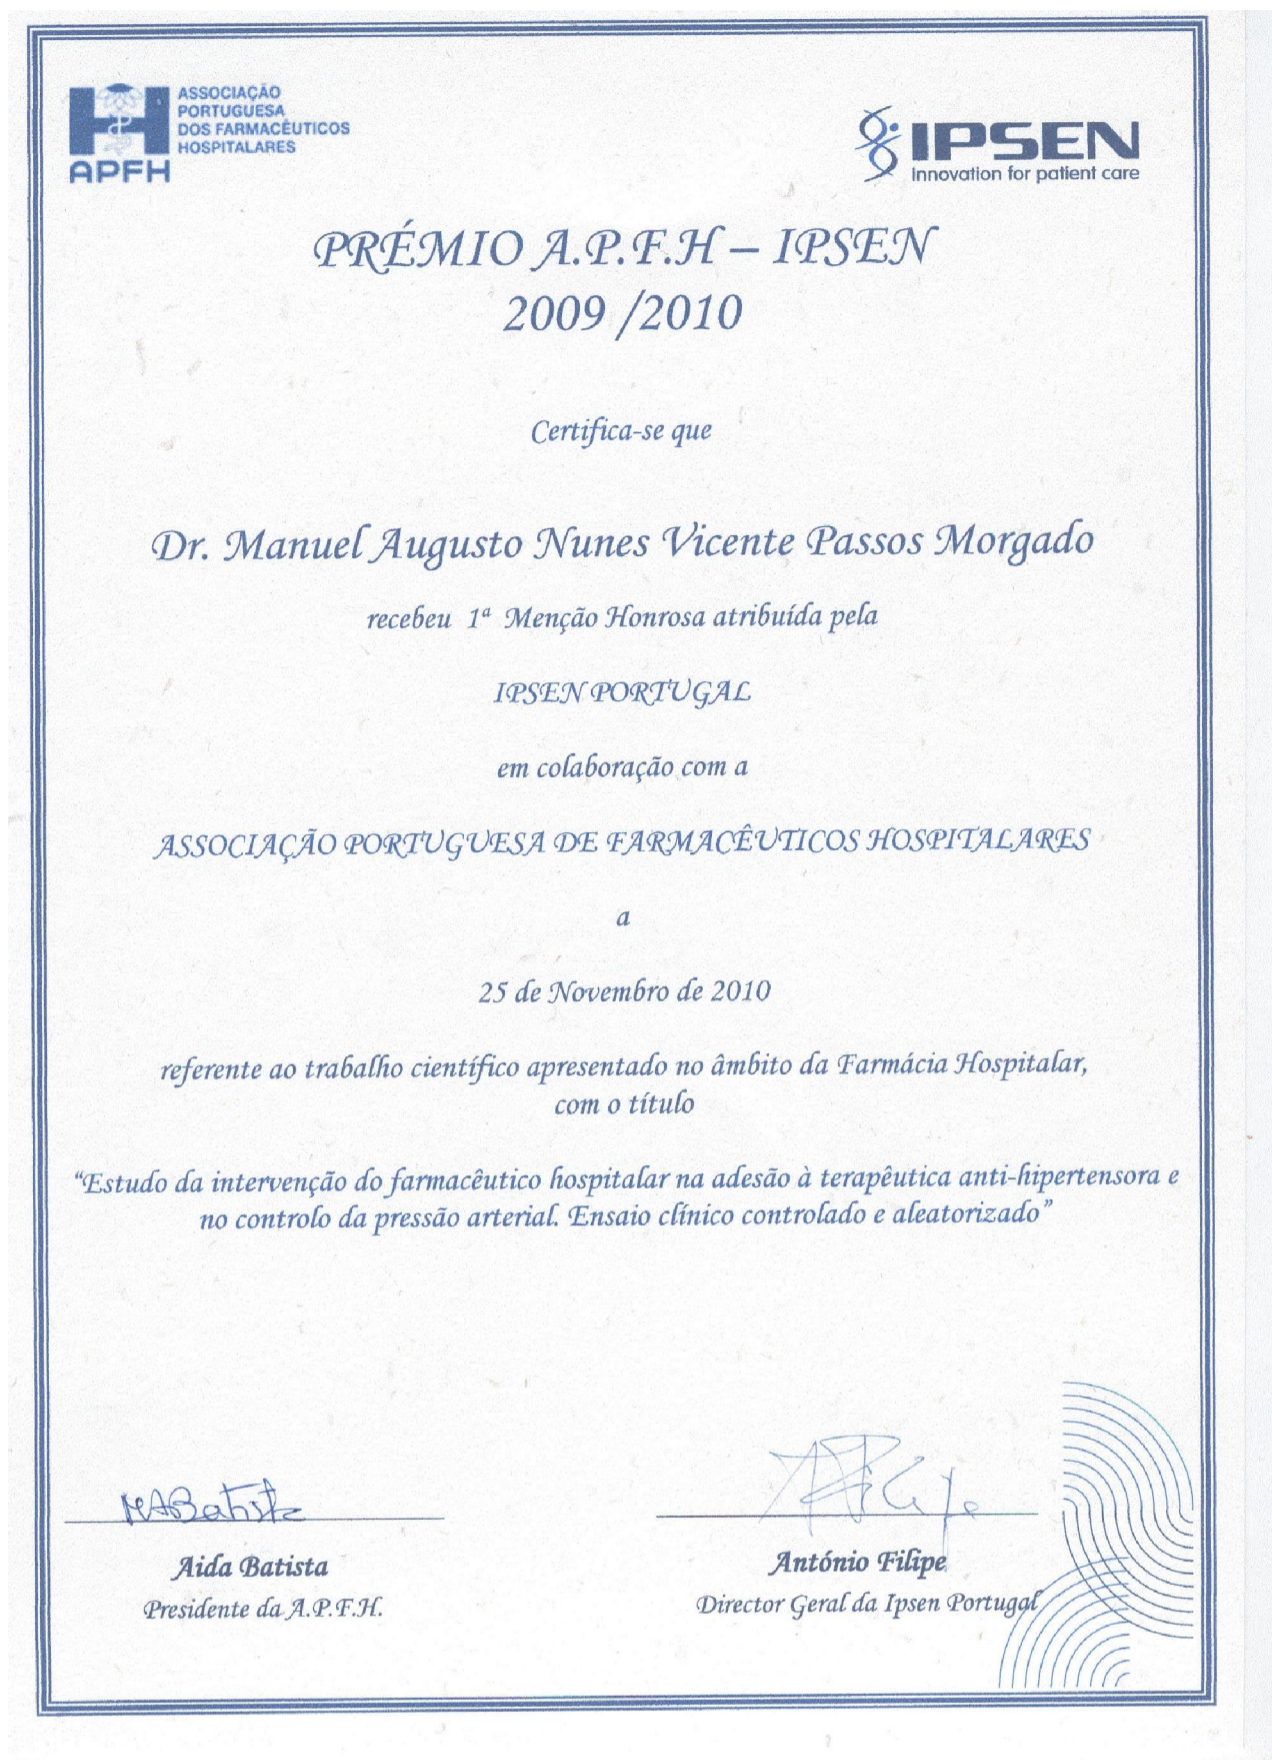 ASSOCIAÇÃO
PORTUGUESA
DOS FARMACÊUTICOS
HOSPITALARES
APFH
IPSEN
Innovation for patient care
PRÉMIO A.P.F.H – IPSEN
2009 /2010
Certifica-se que
Dr. Manuel Augusto Nunes Vicente Passos Morgado
recebeu 1ª Menção Honrosa atribuída pela
IPSEN PORTUGAL
em colaboração com a
ASSOCIAÇÃO PORTUGUESA DE FARMACÊUTICOS HOSPITALARES
a
25 de Novembro de 2010
referente ao trabalho científico apresentado no âmbito da Farmácia Hospitalar,
com o título
“Estudo da intervenção do farmacêutico hospitalar na adesão à terapêutica anti-hipertensora e
no controlo da pressão arterial. Ensaio clínico controlado e aleatorizado”
MABatista
Aida Batista
Presidente da A.P.F.H.
António Filipe
Director Geral da Ipsen Portugal